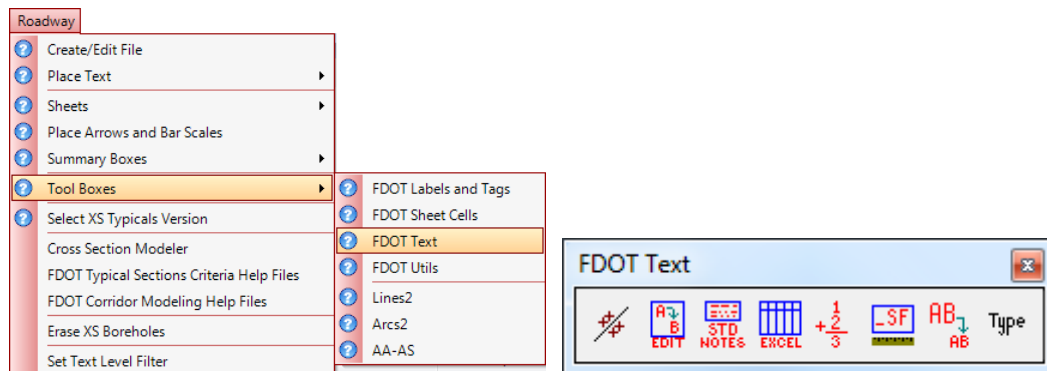 Roadway
Create/Edit File
Place Text
Sheets
Place Arrows and Bar Scales
Summary Boxes
Tool Boxes
Select XS Typicals Version
Cross Section Modeler
FDOT Typical Sections Criteria Help Files
FDOT Corridor Modeling Help Files
Erase XS Boreholes
Set Text Level Filter
FDOT Labels and Tags
FDOT Sheet Cells
FDOT Text
FDOT Utils
Lines2
Arcs2
AA-AS
FDOT Text
A B
EDIT
STD
NOTES
EXCEL
+1/2/3
_SF
AB
AB
Type